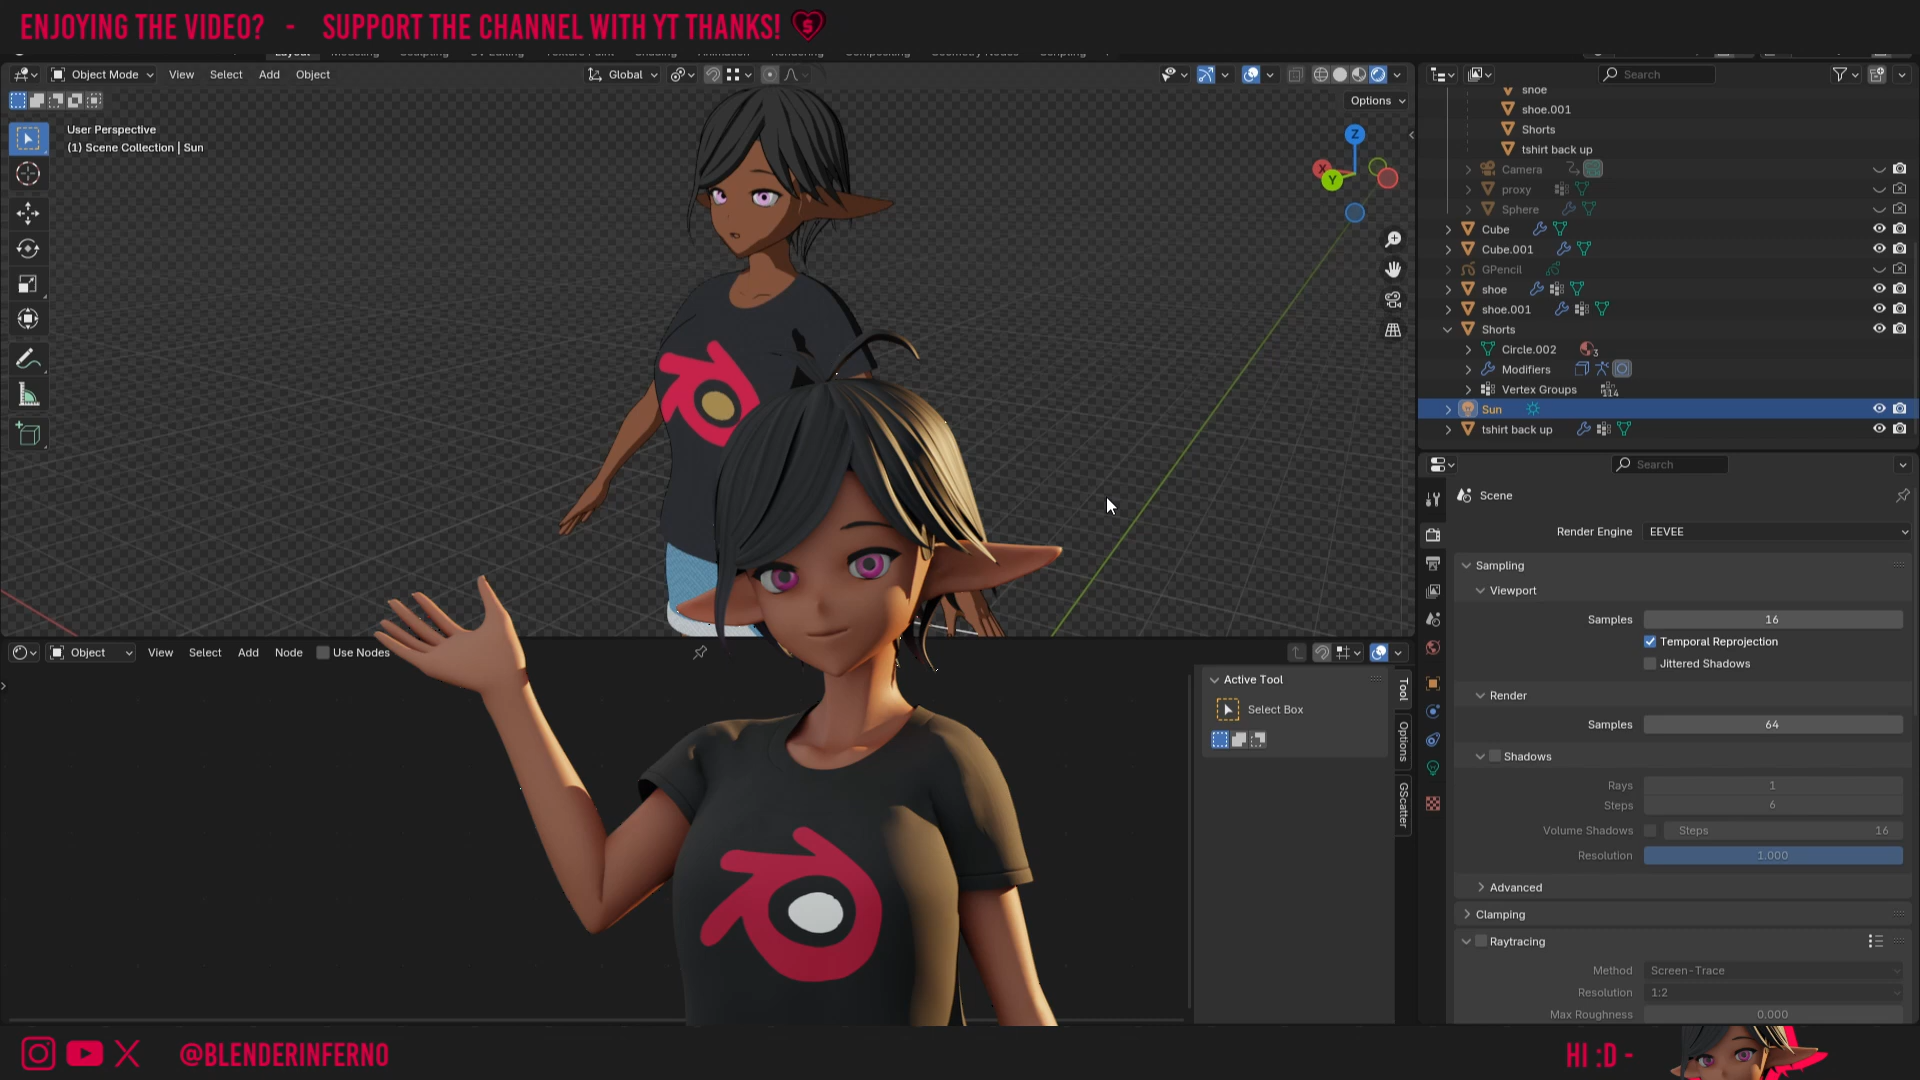 ENJOYING THE VIDEO? - SUPPORT THE CHANNEL WITH YT THANKS!
Object Mode View Select Add Object
Global
Search
Options
User Perspective
(1) Scene Collection | Sun
Z
X
Y
shoe
shoe.001
Shorts
tshirt back up
Camera
proxy
Sphere
Cube
Cube.001
GPencil
shoe
shoe.001
Shorts
Circle.002
3
Modifiers
Vertex Groups
114
Sun
tshirt back up
Search
Scene
Render Engine EEVEE
Sampling
Viewport
Samples 16
Temporal Reprojection
Jittered Shadows
Render
Samples 64
Shadows
Rays 1
Steps 6
Volume Shadows Steps 16
Resolution 1.000
Advanced
Clamping
Raytracing
Method Screen-Trace
Resolution 1:2
Max Roughness 0.000
Object View Select Add Node Use Nodes
Active Tool
Select Box
Tool
Options
GScatter
@BLENDERINFERNO
HI :D -